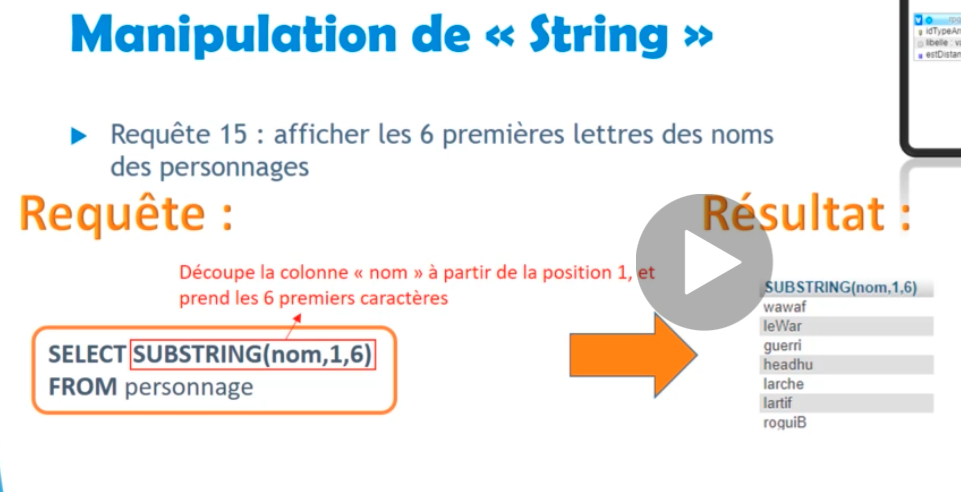 Manipulation de « String »
idTypeAr
libelle : va
estDistan
Requête 15 : afficher les 6 premières lettres des noms
des personnages
Requête :
Résultat :
Découpe la colonne « nom » à partir de la position 1, et
prend les 6 premiers caractères
SELECT SUBSTRING(nom,1,6)
FROM personnage
SUBSTRING(nom,1,6)
wawaf
leWar
guerri
headhu
larche
lartif
roguiB